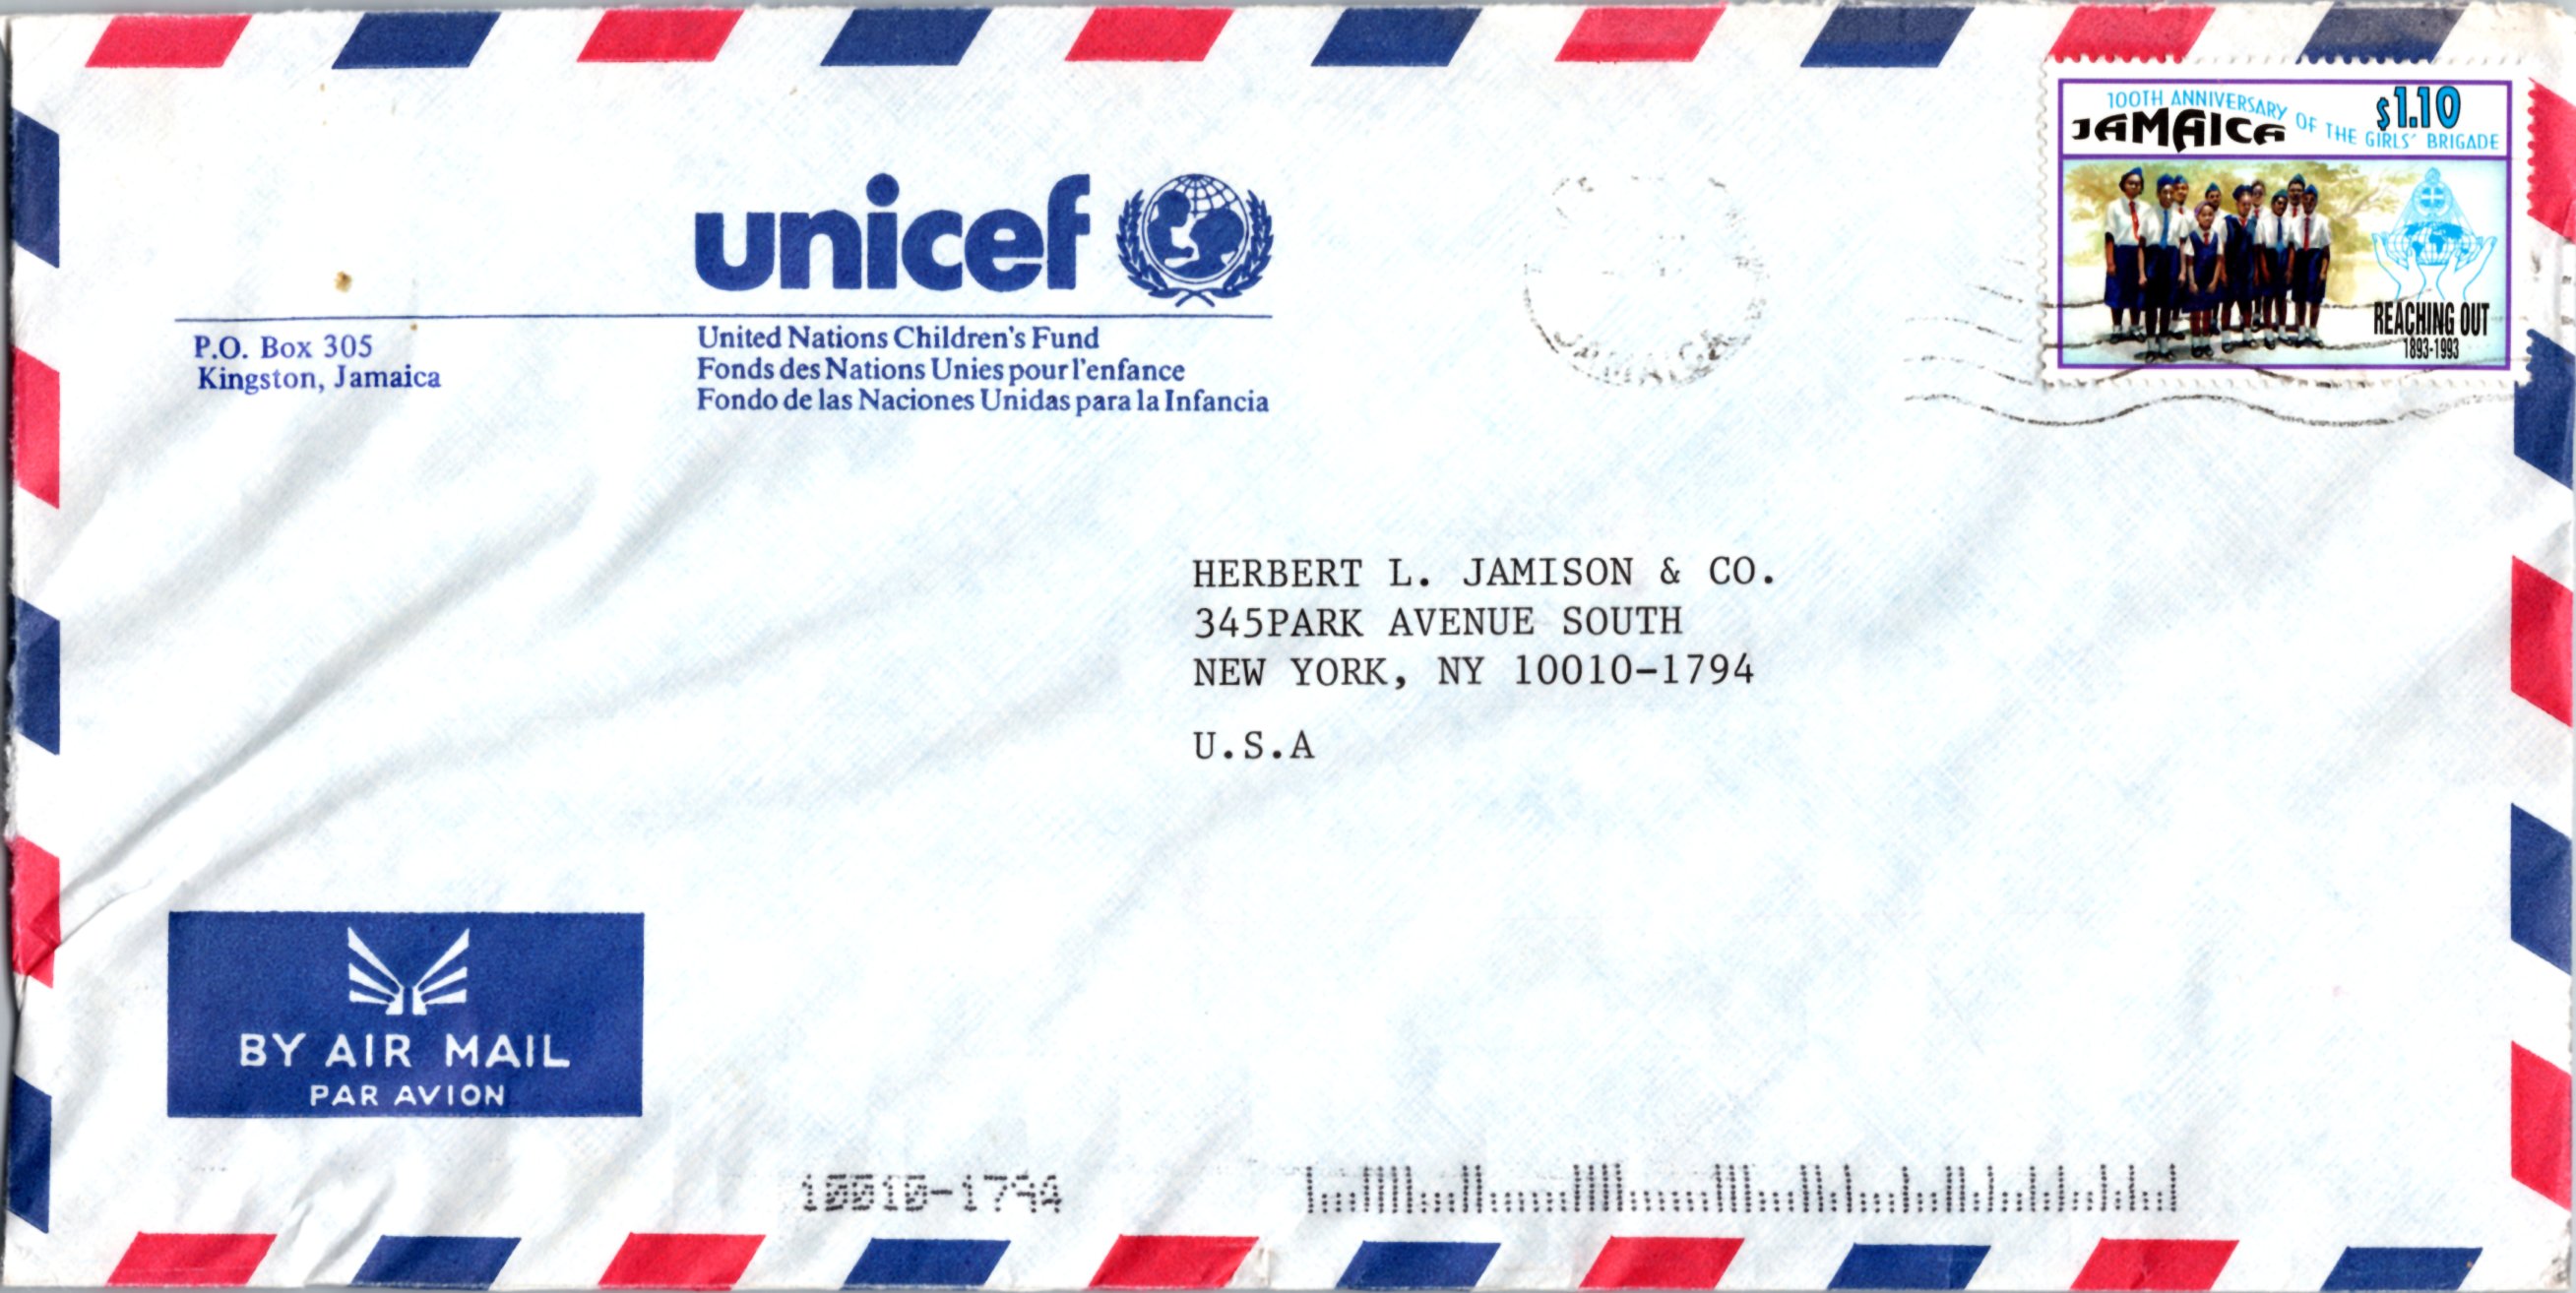 100TH ANNIVERSARY OF THE GIRLS' BRIGADE
JAMAICA
$1.10
REACHING OUT
1893-1993
unicef
United Nations Children's Fund
Fonds des Nations Unies pour l'enfance
Fondo de las Naciones Unidas para la Infancia
P.O. Box 305
Kingston, Jamaica
JAMAICA
HERBERT L. JAMISON & CO.
345PARK AVENUE SOUTH
NEW YORK, NY 10010-1794
U.S.A
BY AIR MAIL
PAR AVION
10010-1794